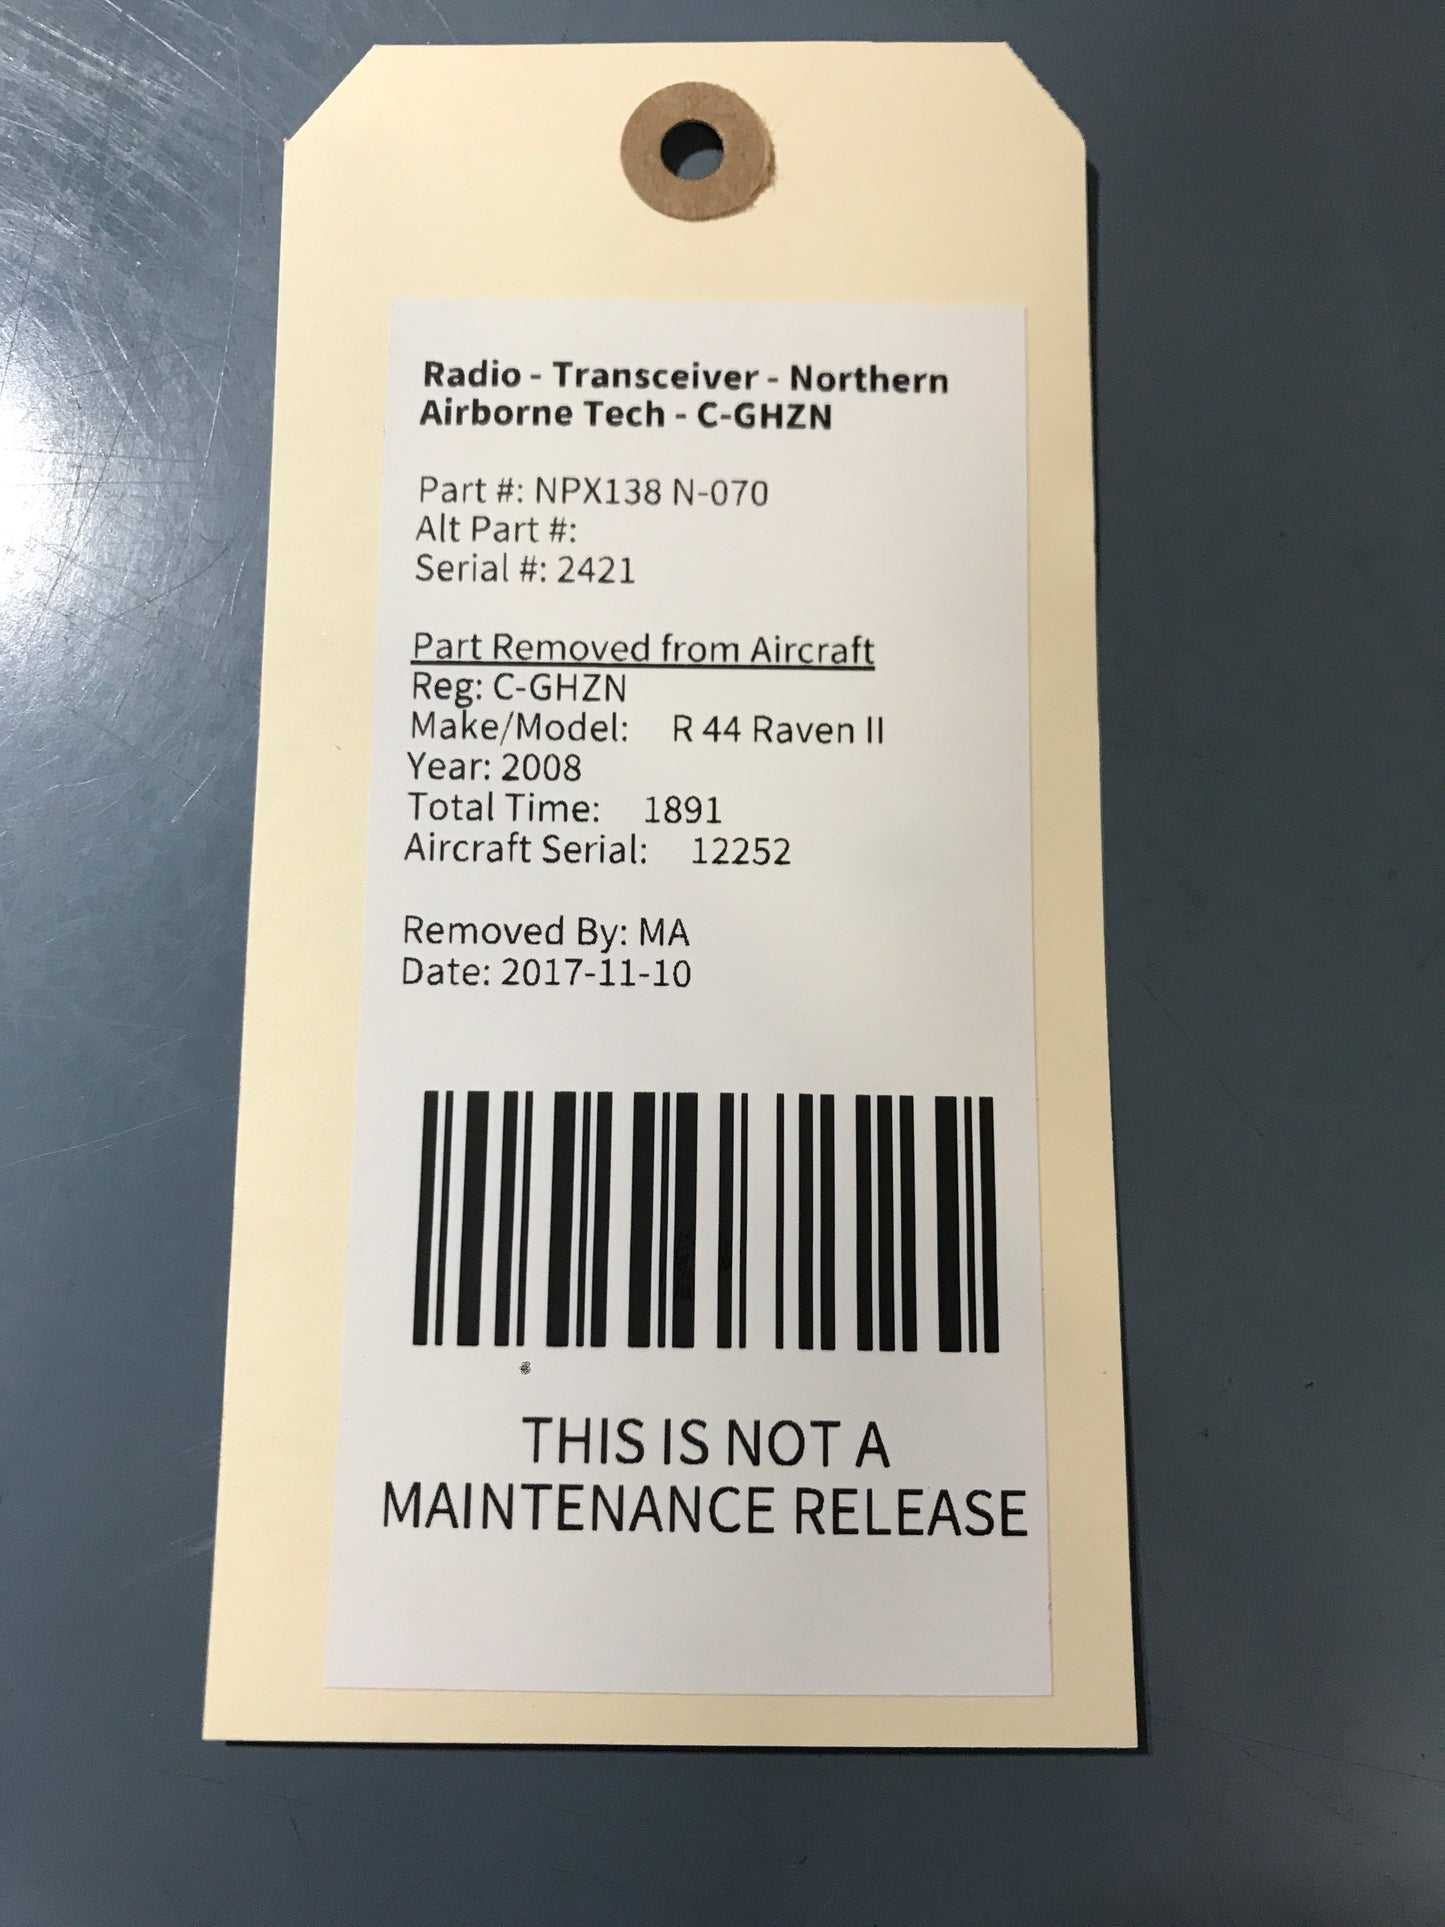 Radio - Transceiver - Northern
Airborne Tech - C-GHZN
Part #: NPX138 N-070
Alt Part #:
Serial #: 2421
Part Removed from Aircraft
Reg: C-GHZN
Make/Model: R 44 Raven II
Year: 2008
Total Time: 1891
Aircraft Serial: 12252
Removed By: MA
Date: 2017-11-10
THIS IS NOT A
MAINTENANCE RELEASE